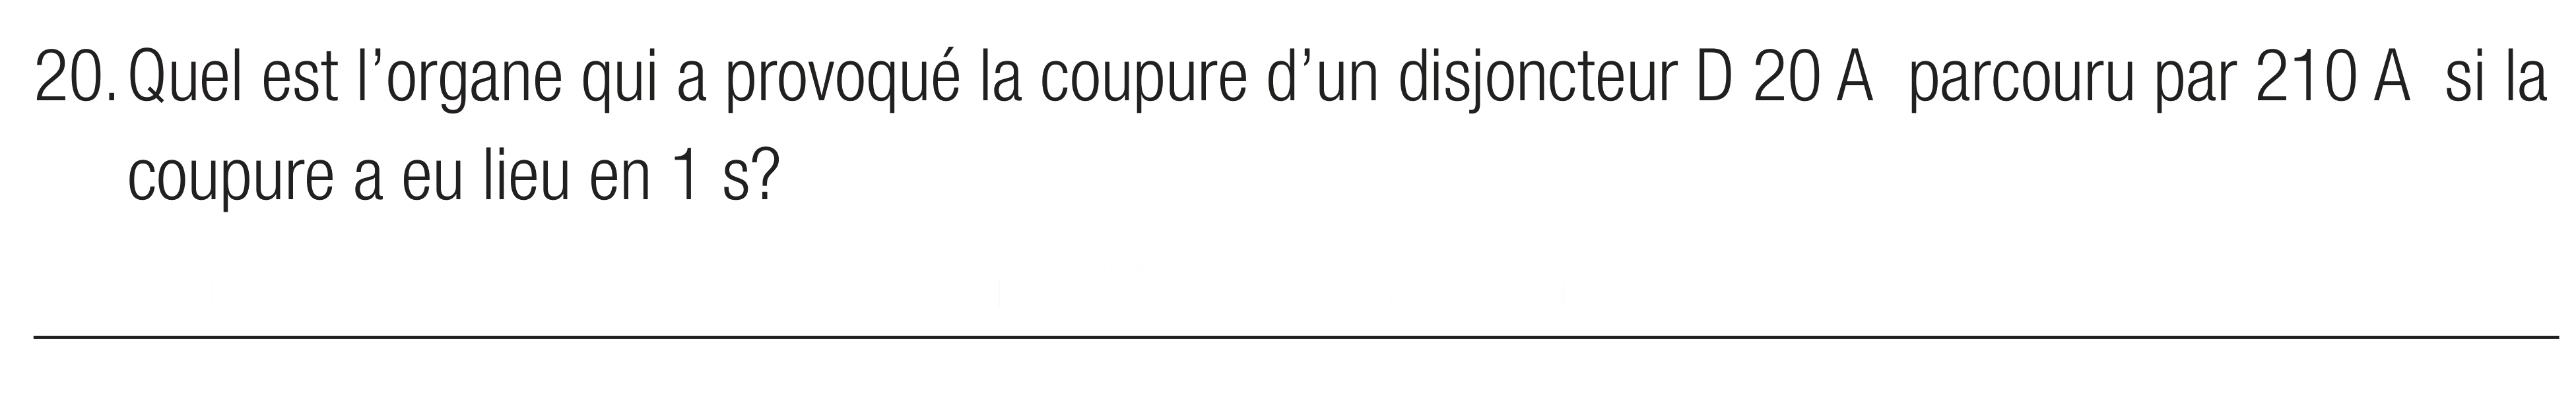 20. Quel est l’organe qui a provoqué la coupure d’un disjoncteur D 20 A parcouru par 210 A si la
coupure a eu lieu en 1 s?